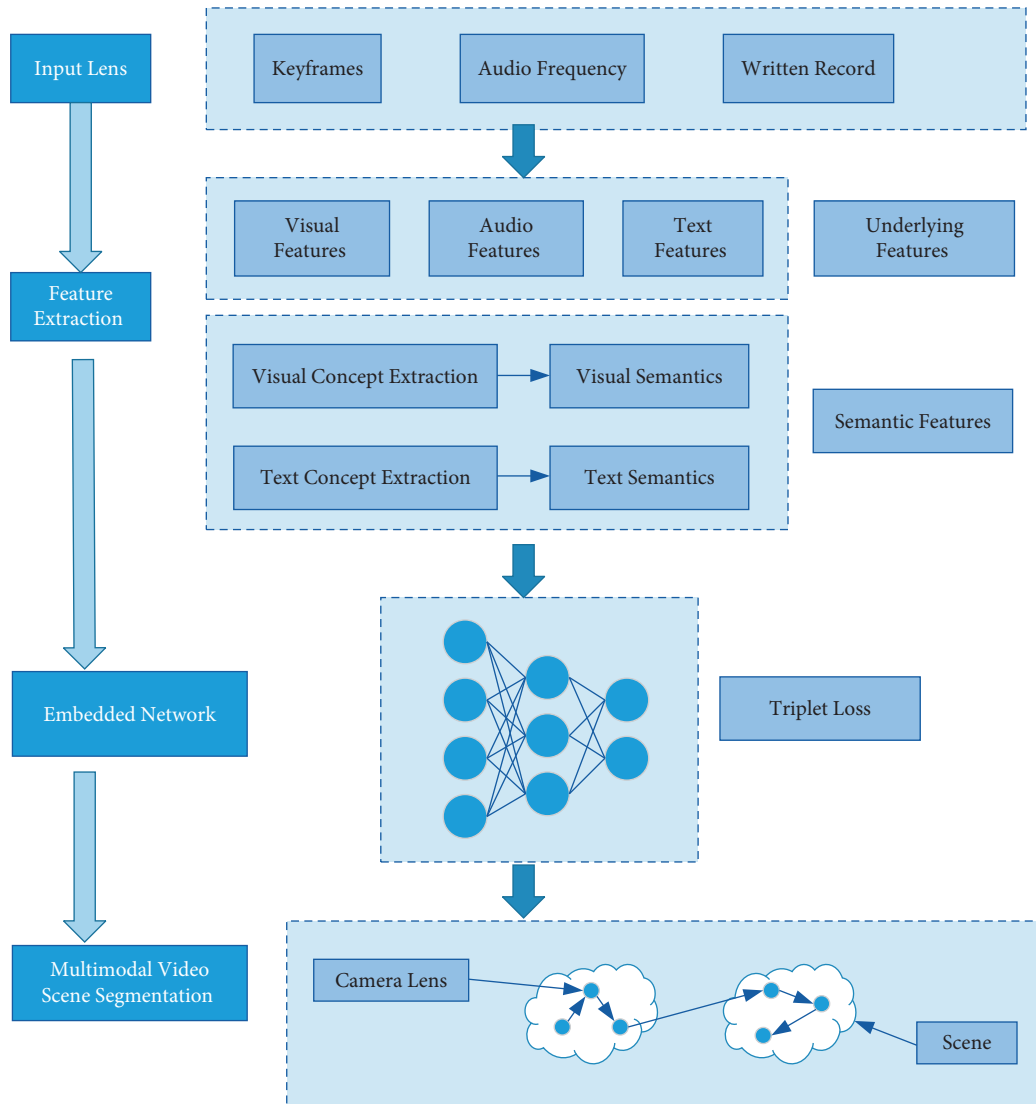 Input Lens
Keyframes
Audio Frequency
Written Record
Visual
Features
Audio
Features
Text
Features
Underlying
Features
Feature
Extraction
Visual Concept Extraction
Visual Semantics
Semantic Features
Text Concept Extraction
Text Semantics
Embedded Network
Triplet Loss
Multimodal Video
Scene Segmentation
Camera Lens
Scene